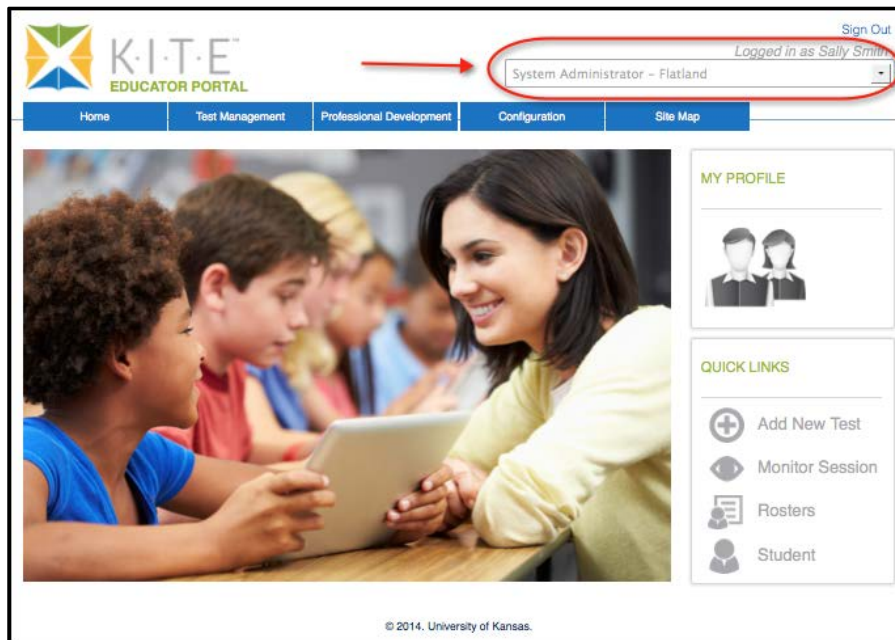 Sign Out
Logged in as Sally Smith
K·I·T·E™
EDUCATOR PORTAL
System Administrator – Flatland
Home Test Management Professional Development Configuration Site Map
MY PROFILE
QUICK LINKS
Add New Test
Monitor Session
Rosters
Student
© 2014. University of Kansas.